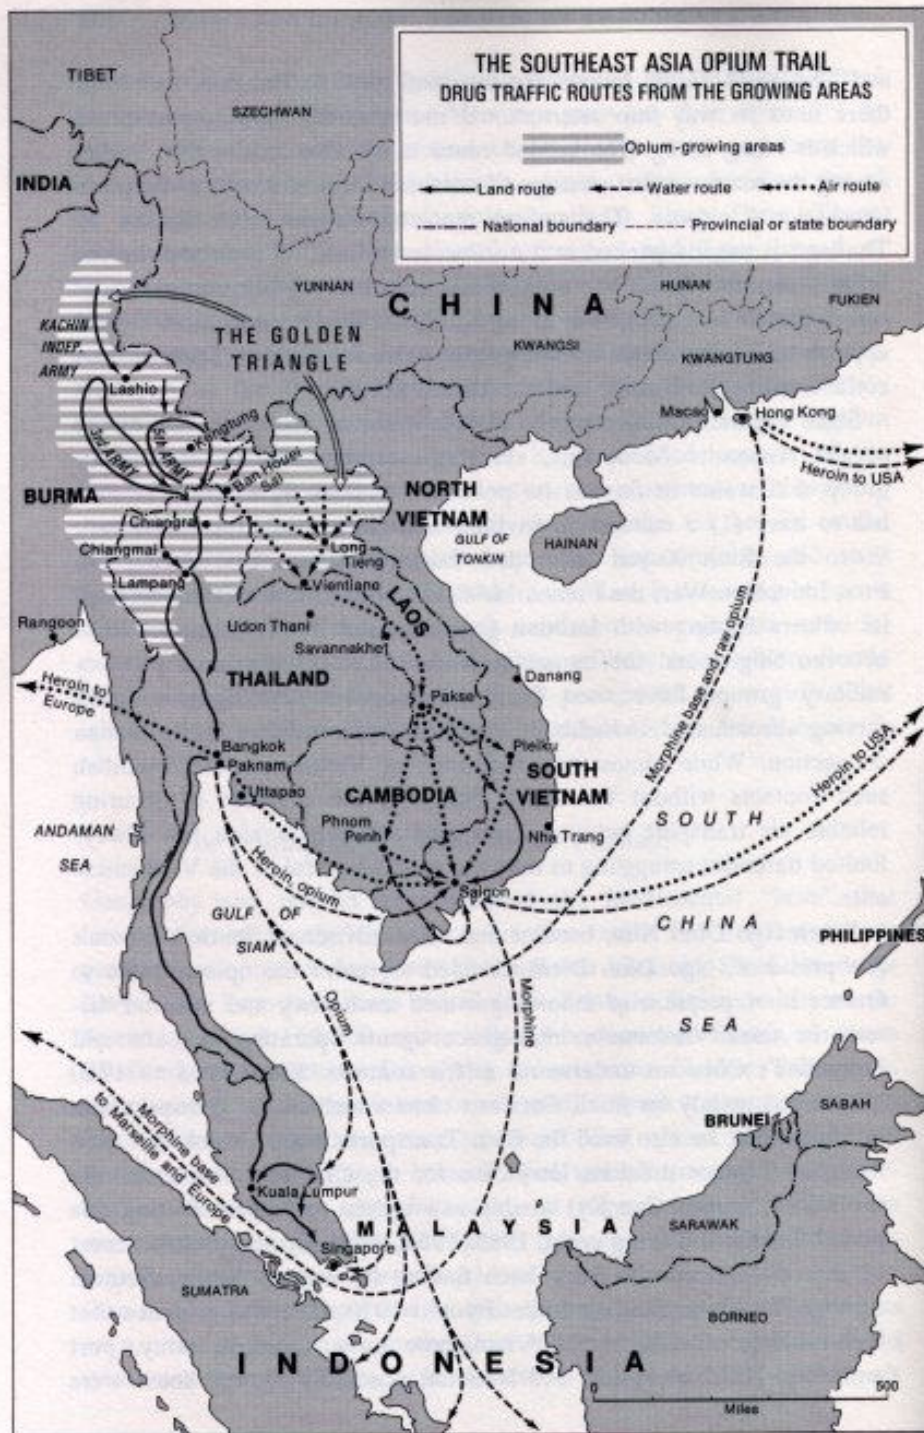 THE SOUTHEAST ASIA OPIUM TRAIL
DRUG TRAFFIC ROUTES FROM THE GROWING AREAS
Opium-growing areas
Land route
Water route
Air route
National boundary
Provincial or state boundary
TIBET
SZECHWAN
INDIA
YUNNAN
CHINA
HUNAN
FUKIEN
KWANGSI
KWANGTUNG
KACHIN
INDEP.
ARMY
THE GOLDEN
TRIANGLE
Lashio
3rd ARMY
5th ARMY
Kengtung
Macao
Hong Kong
Heroin to USA
Ban Houei
Sai
BURMA
NORTH
VIETNAM
Chiangrai
Chiangmai
Long
Tieng
GULF OF
TONKIN
HAINAN
Lampang
Vientiane
LAOS
Rangoon
Udon Thani
Savannakhet
Heroin to
Europe
THAILAND
Danang
Pakse
Morphine base and raw opium
Bangkok
Paknam
Pleiku
Heroin to USA
Uttapao
CAMBODIA
SOUTH
VIETNAM
SOUTH
ANDAMAN
SEA
Phnom
Penh
Nha Trang
Heroin, opium
Saigon
GULF OF
SIAM
CHINA
PHILIPPINES
Opium
Morphine
SEA
Morphine base
to Marseille and Europe
SABAH
BRUNEI
Kuala Lumpur
MALAYSIA
SARAWAK
Singapore
SUMATRA
BORNEO
INDONESIA
0
500
Miles